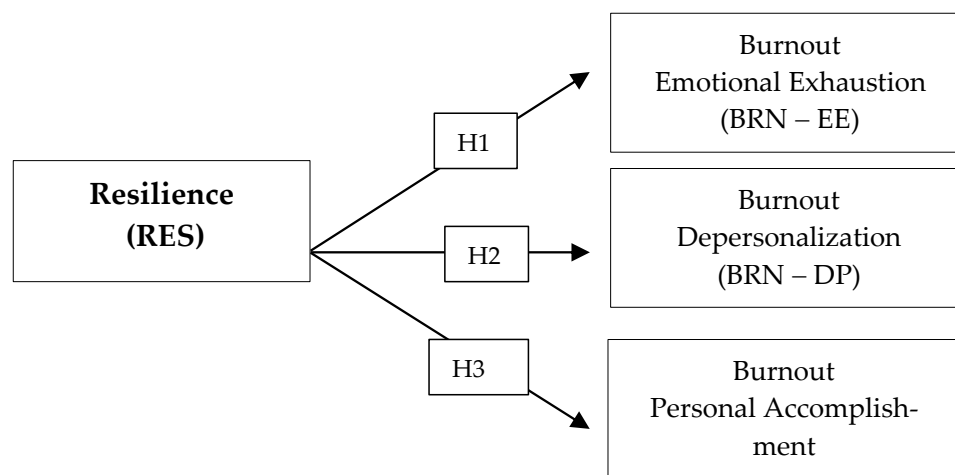 Burnout
Emotional Exhaustion
(BRN – EE)
H1
Resilience
(RES)
Burnout
Depersonalization
(BRN – DP)
H2
H3
Burnout
Personal Accomplish-
ment